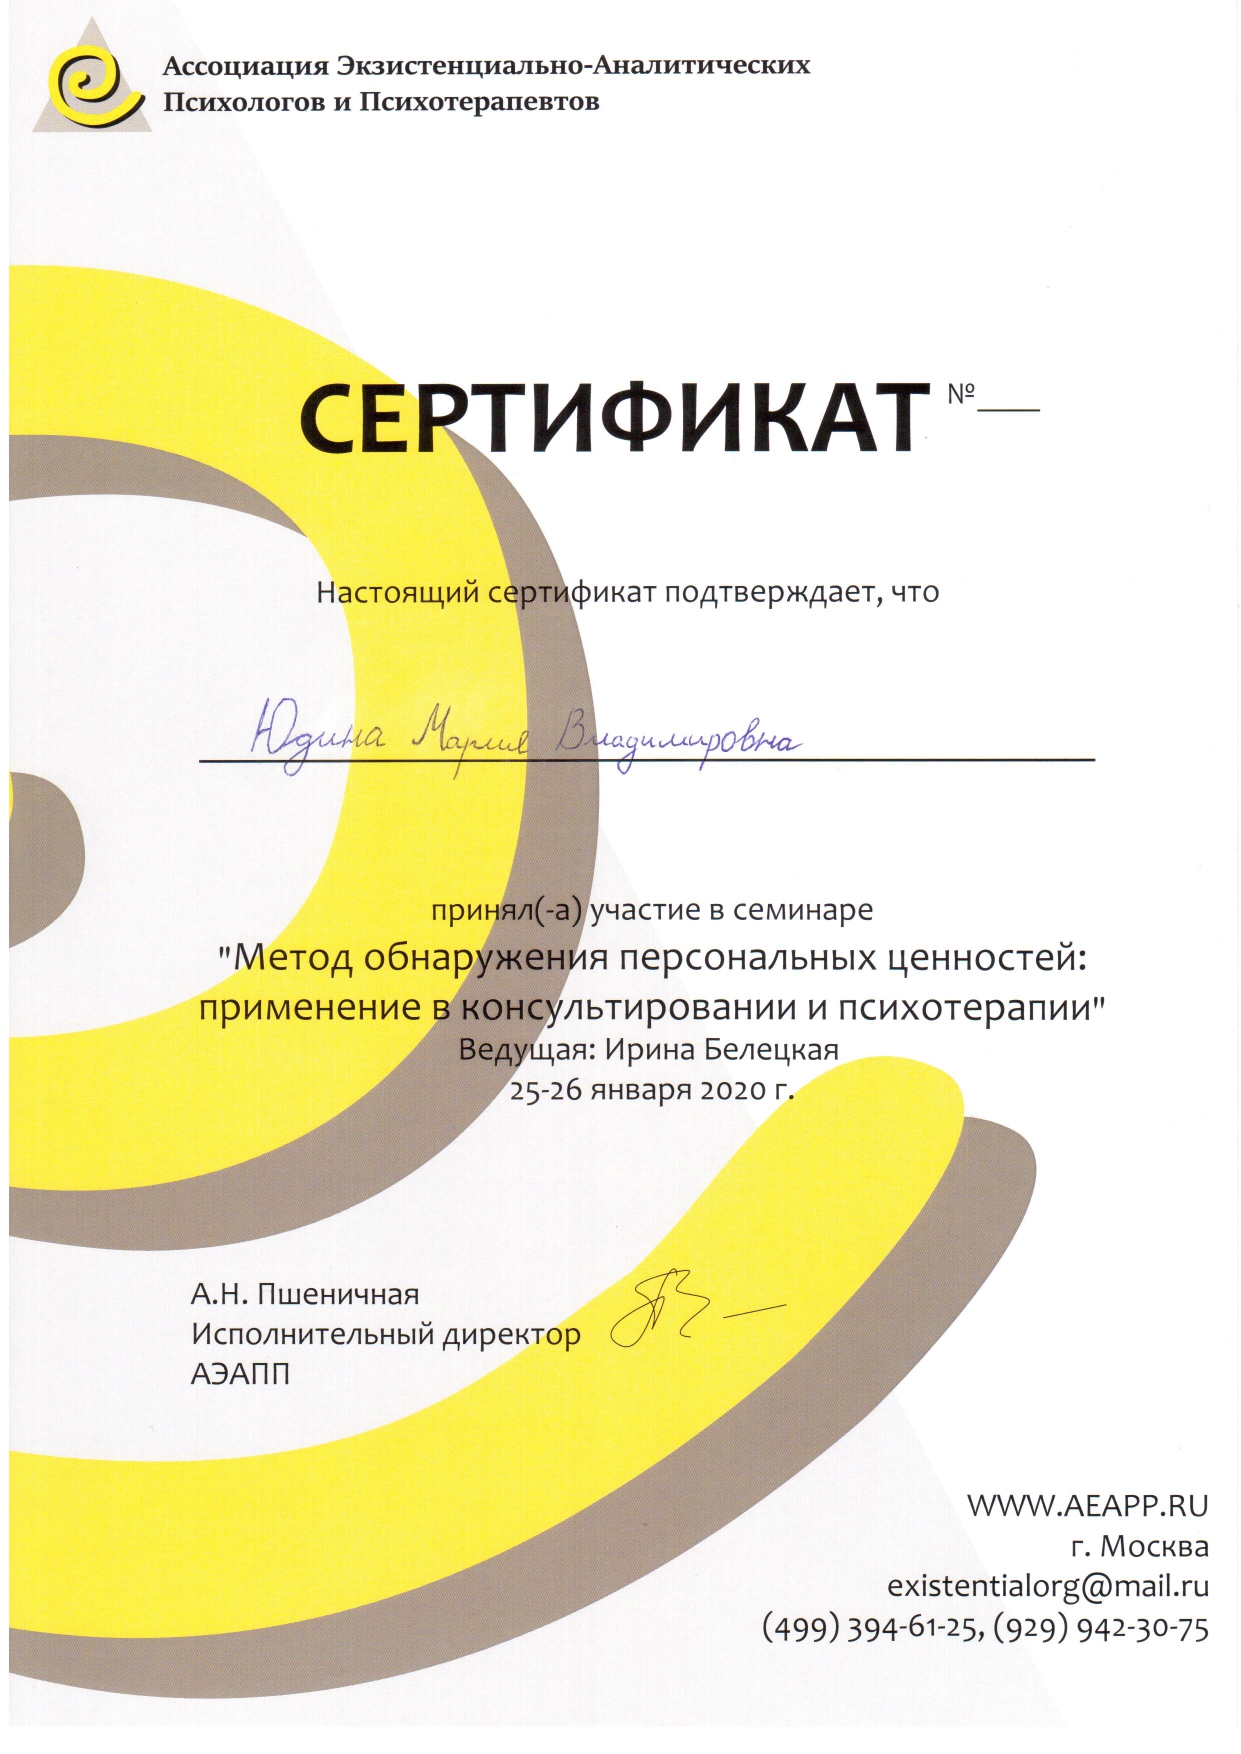 Ассоциация Экзистенциально-Аналитических
Психологов и Психотерапевтов
СЕРТИФИКАТ №___
Настоящий сертификат подтверждает, что
Юдина Мария Владимировна
принял(-а) участие в семинаре
"Метод обнаружения персональных ценностей:
применение в консультировании и психотерапии"
Ведущая: Ирина Белецкая
25-26 января 2020 г.
А.Н. Пшеничная
Исполнительный директор
АЭАПП
WWW.AEAPP.RU
г. Москва
existentialorg@mail.ru
(499) 394-61-25, (929) 942-30-75